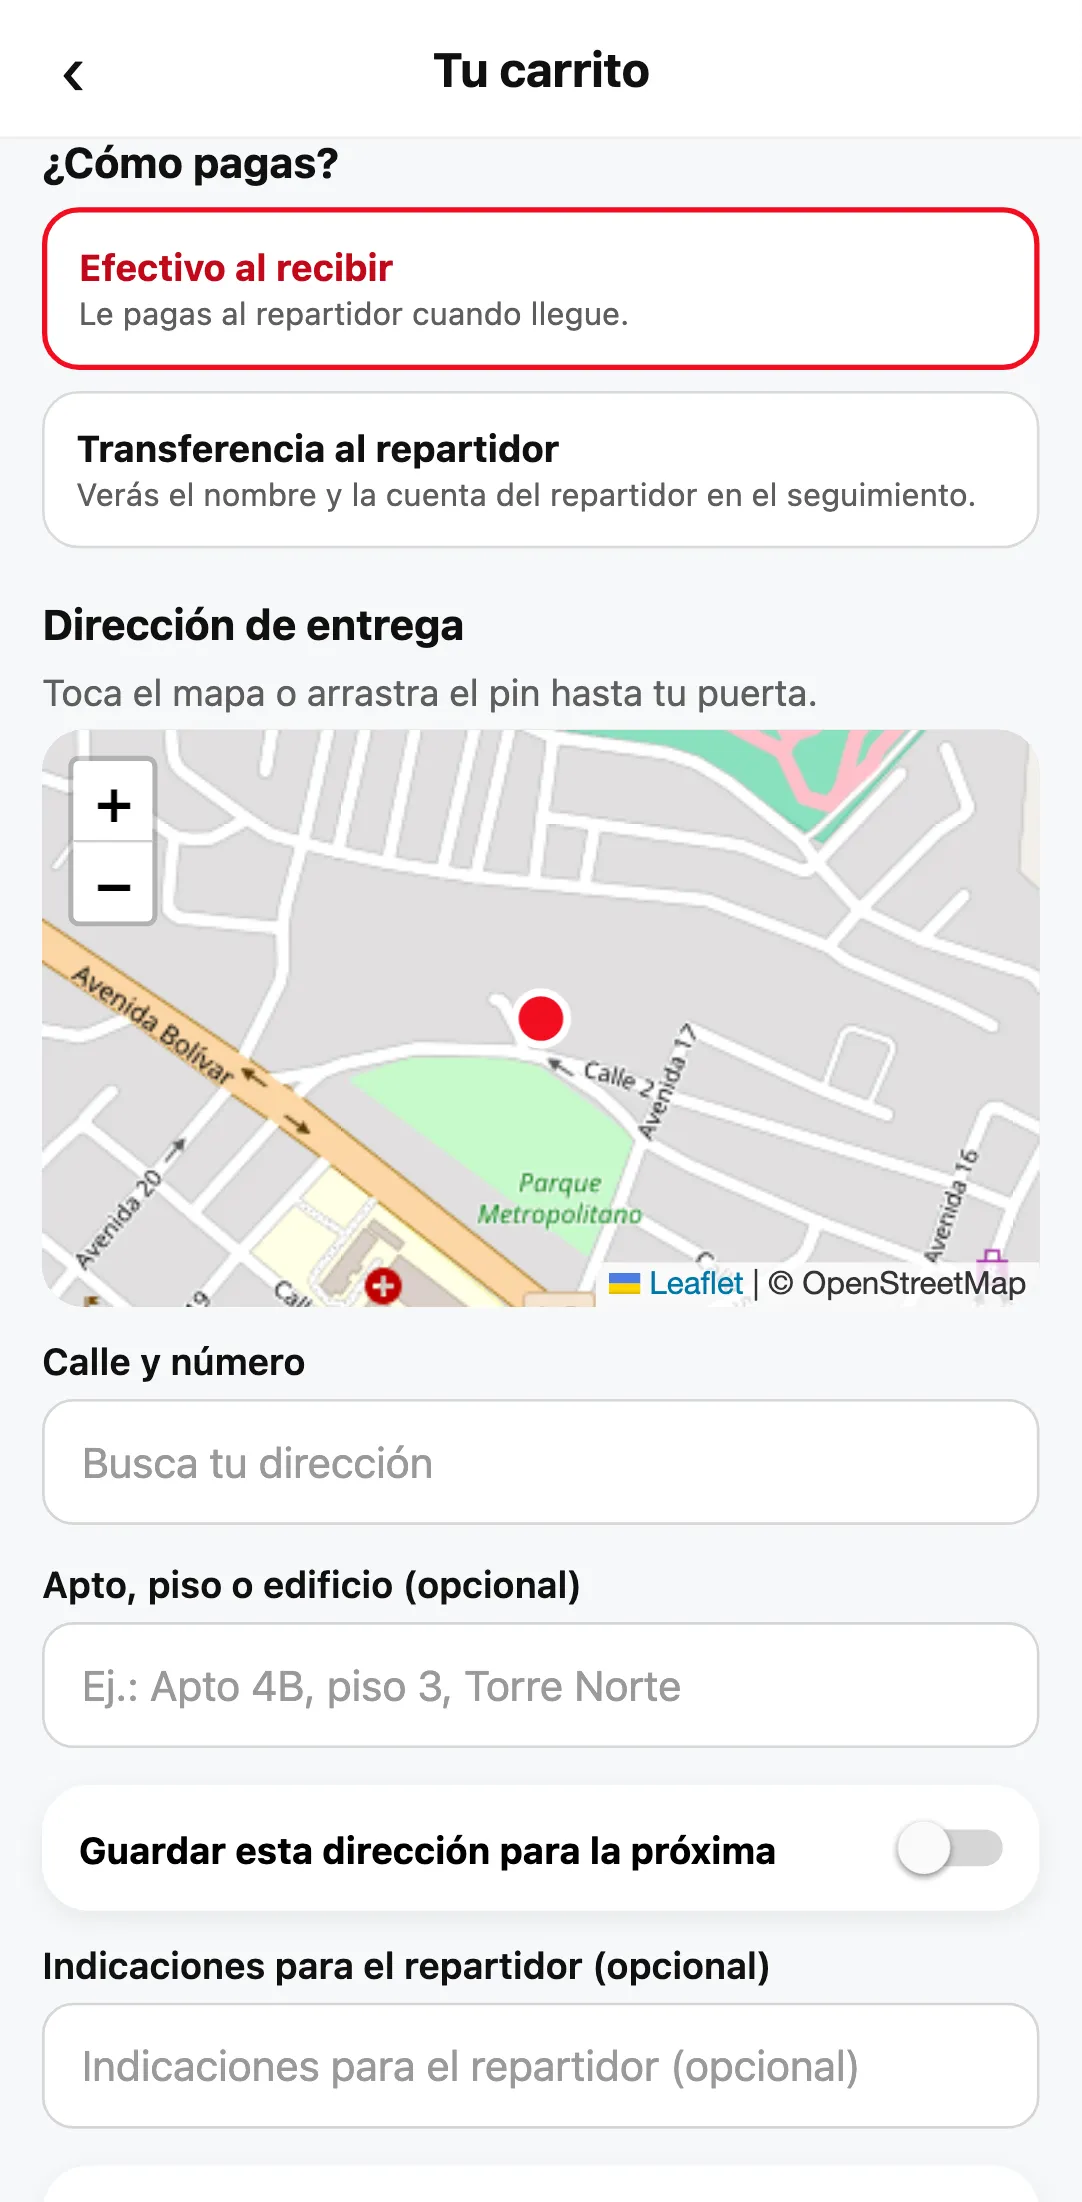 Tu carrito
¿Cómo pagas?
Efectivo al recibir
Le pagas al repartidor cuando llegue.
Transferencia al repartidor
Verás el nombre y la cuenta del repartidor en el seguimiento.
Dirección de entrega
Toca el mapa o arrastra el pin hasta tu puerta.
+
−
Avenida Bolívar
Calle 2
Avenida 17
Avenida 20
Avenida 16
Parque
Metropolitano
19
Leaflet | © OpenStreetMap
Calle y número
Busca tu dirección
Apto, piso o edificio (opcional)
Ej.: Apto 4B, piso 3, Torre Norte
Guardar esta dirección para la próxima
Indicaciones para el repartidor (opcional)
Indicaciones para el repartidor (opcional)